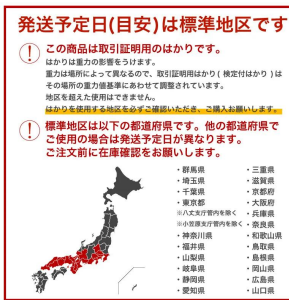 発送予定日(目安)は標準地区です
この商品は取引証明用のはかりです。
はかりは重力の影響をうけます。
重力は場所によって異なるので、取引証明用はかり(検定付はかり)は
その場所の重力値基準にあわせて調整されています。
地区を超えた使用はできません。
はかりを使用する地区を必ずご確認いただき、ご購入お願いします。
標準地区は以下の都道府県です。他の都道府県で
ご使用の場合は発送予定日が異なります。
ご注文前に在庫確認をお願いします。
・群馬県
・埼玉県
・千葉県
・東京都
※八丈支庁管内を除く
※小笠原支庁管内を除く
・神奈川県
・福井県
・山梨県
・岐阜県
・静岡県
・愛知県
・三重県
・滋賀県
・京都府
・大阪府
・兵庫県
・奈良県
・和歌山県
・鳥取県
・島根県
・岡山県
・広島県
・山口県